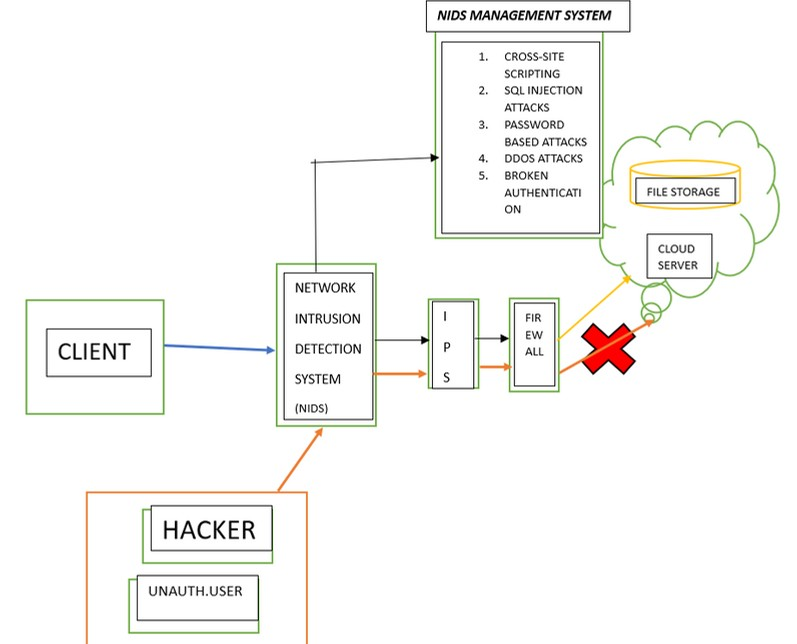 NIDS MANAGEMENT SYSTEM
1. CROSS-SITE
SCRIPTING
2. SQL INJECTION
ATTACKS
3. PASSWORD
BASED ATTACKS
4. DDOS ATTACKS
5. BROKEN
AUTHENTICATI
ON
FILE STORAGE
CLOUD
SERVER
NETWORK
INTRUSION
DETECTION
SYSTEM
(NIDS)
I
P
S
FIR
EW
ALL
CLIENT
HACKER
UNAUTH.USER